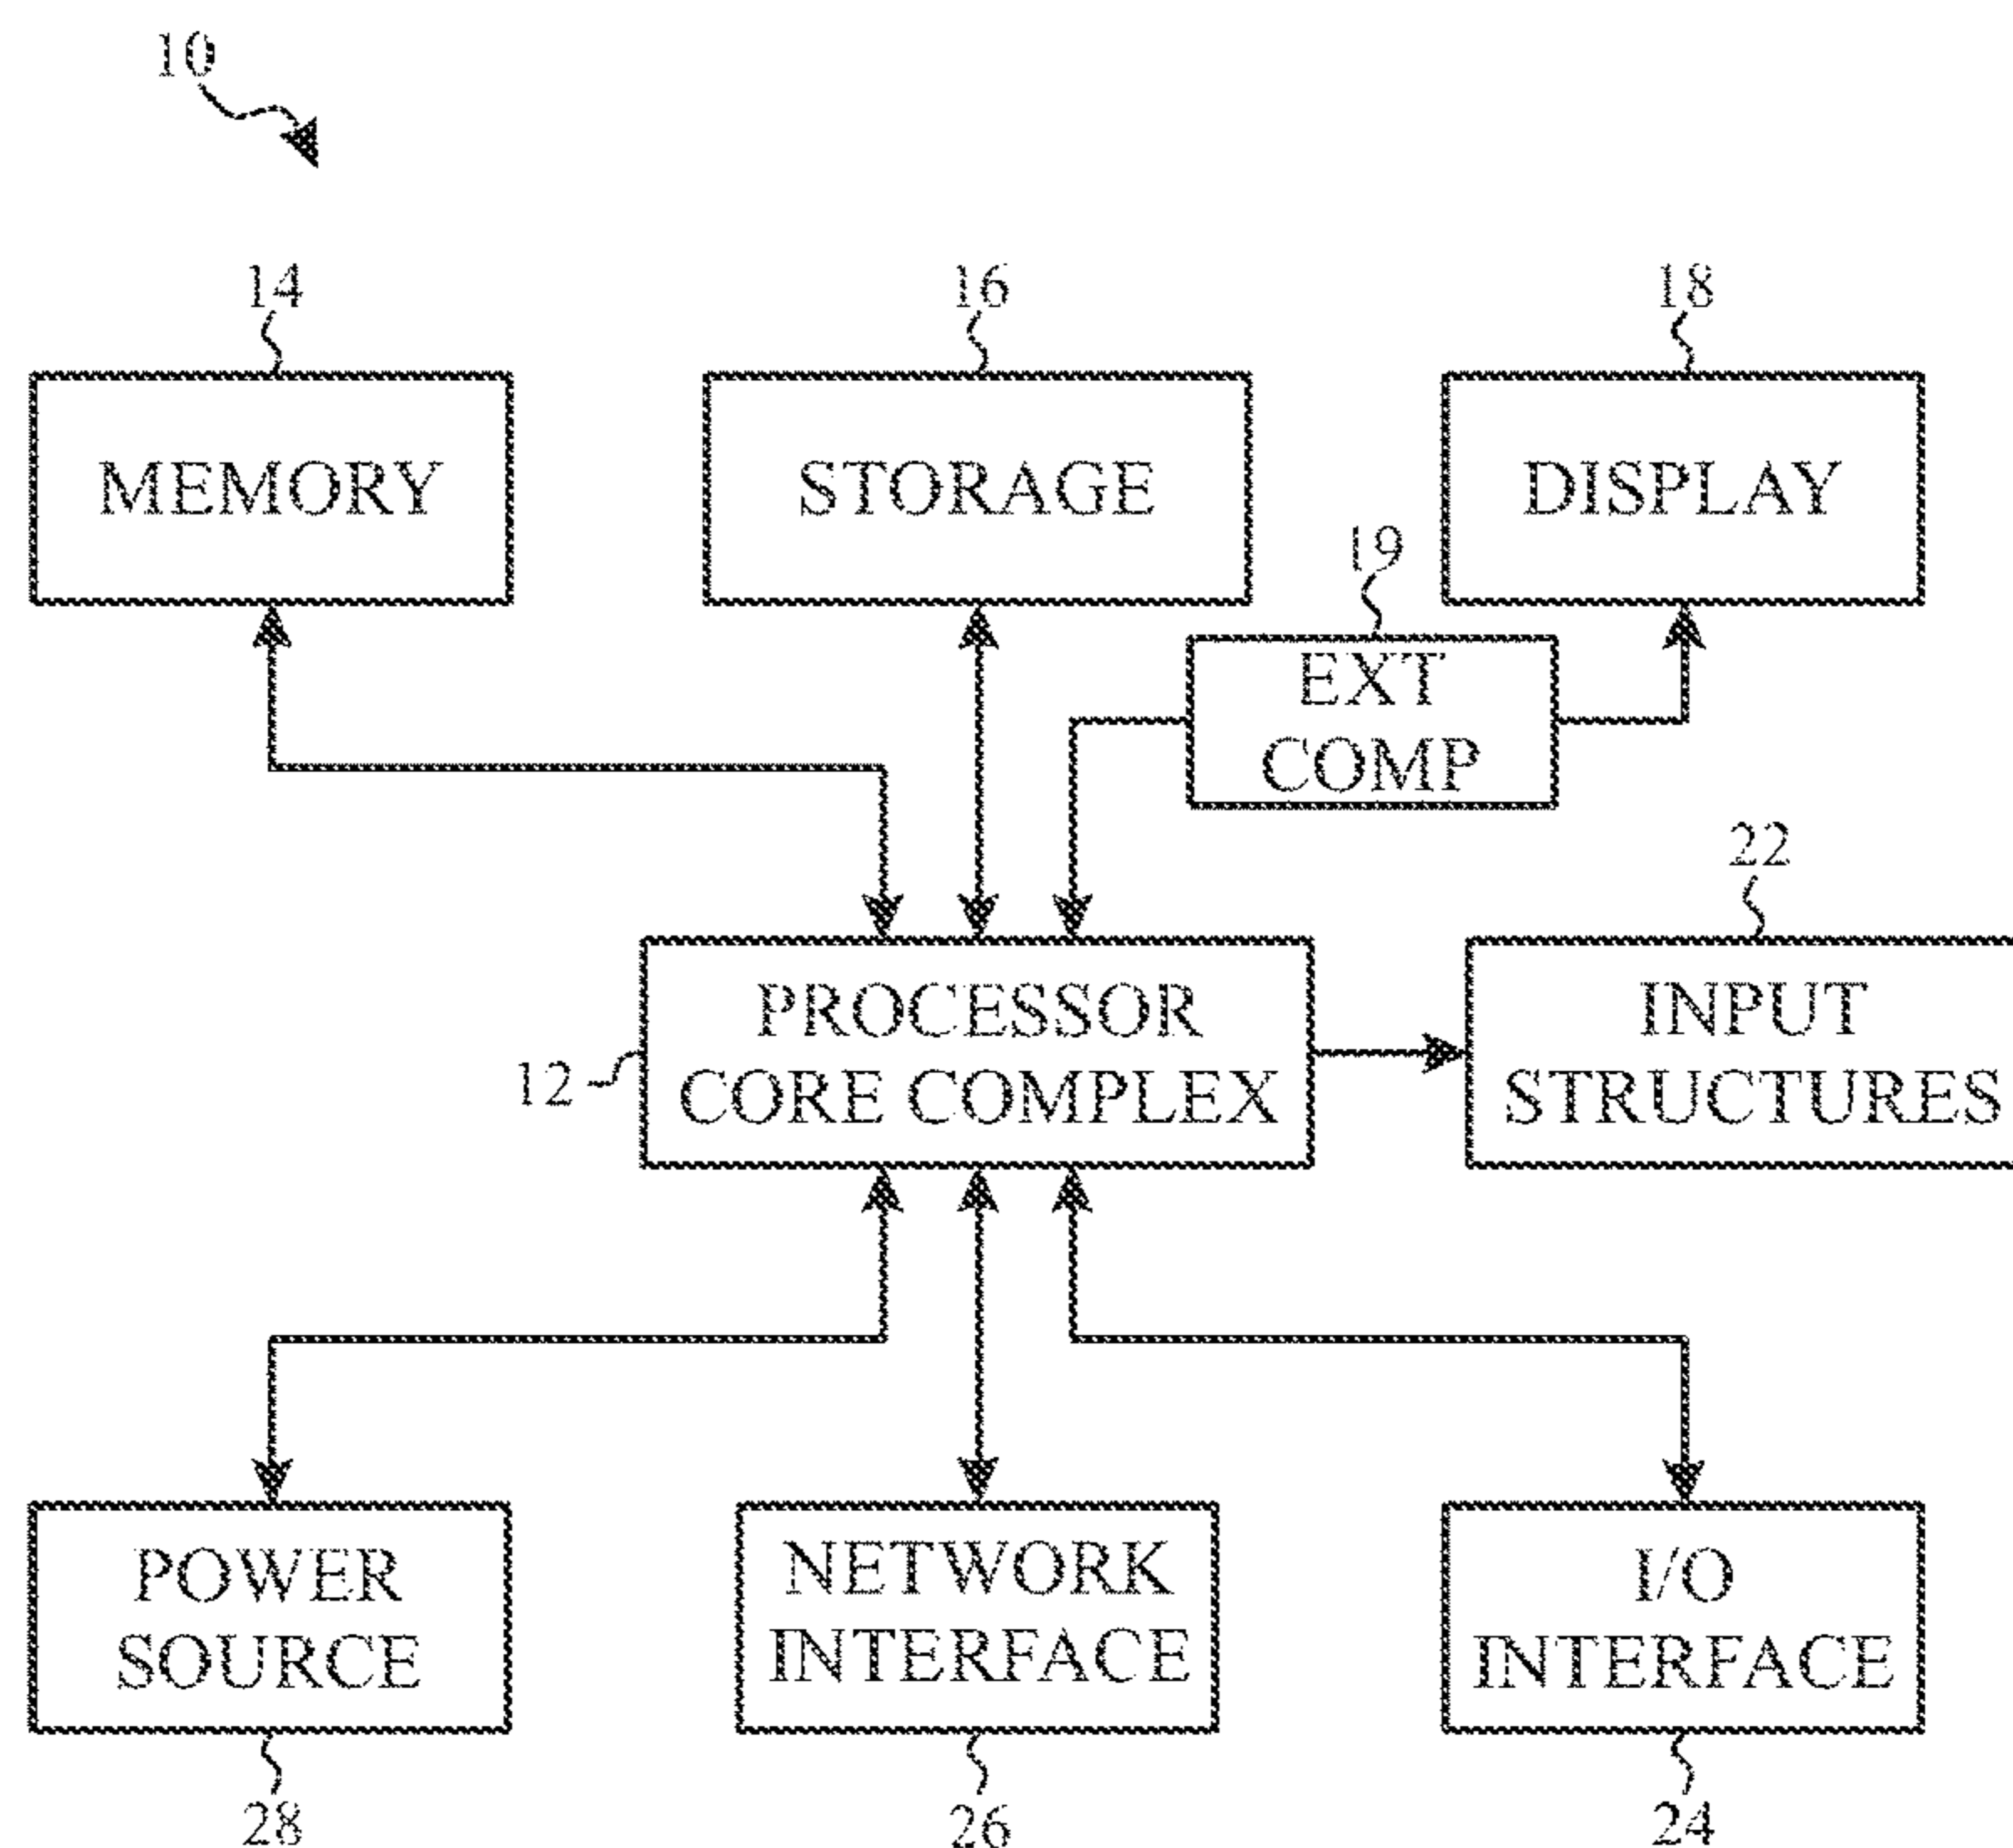 10
14
16
18
MEMORY
STORAGE
DISPLAY
19
EXT
COMP
22
12
PROCESSOR
CORE COMPLEX
INPUT
STRUCTURES
POWER
SOURCE
NETWORK
INTERFACE
I/O
INTERFACE
28
26
24